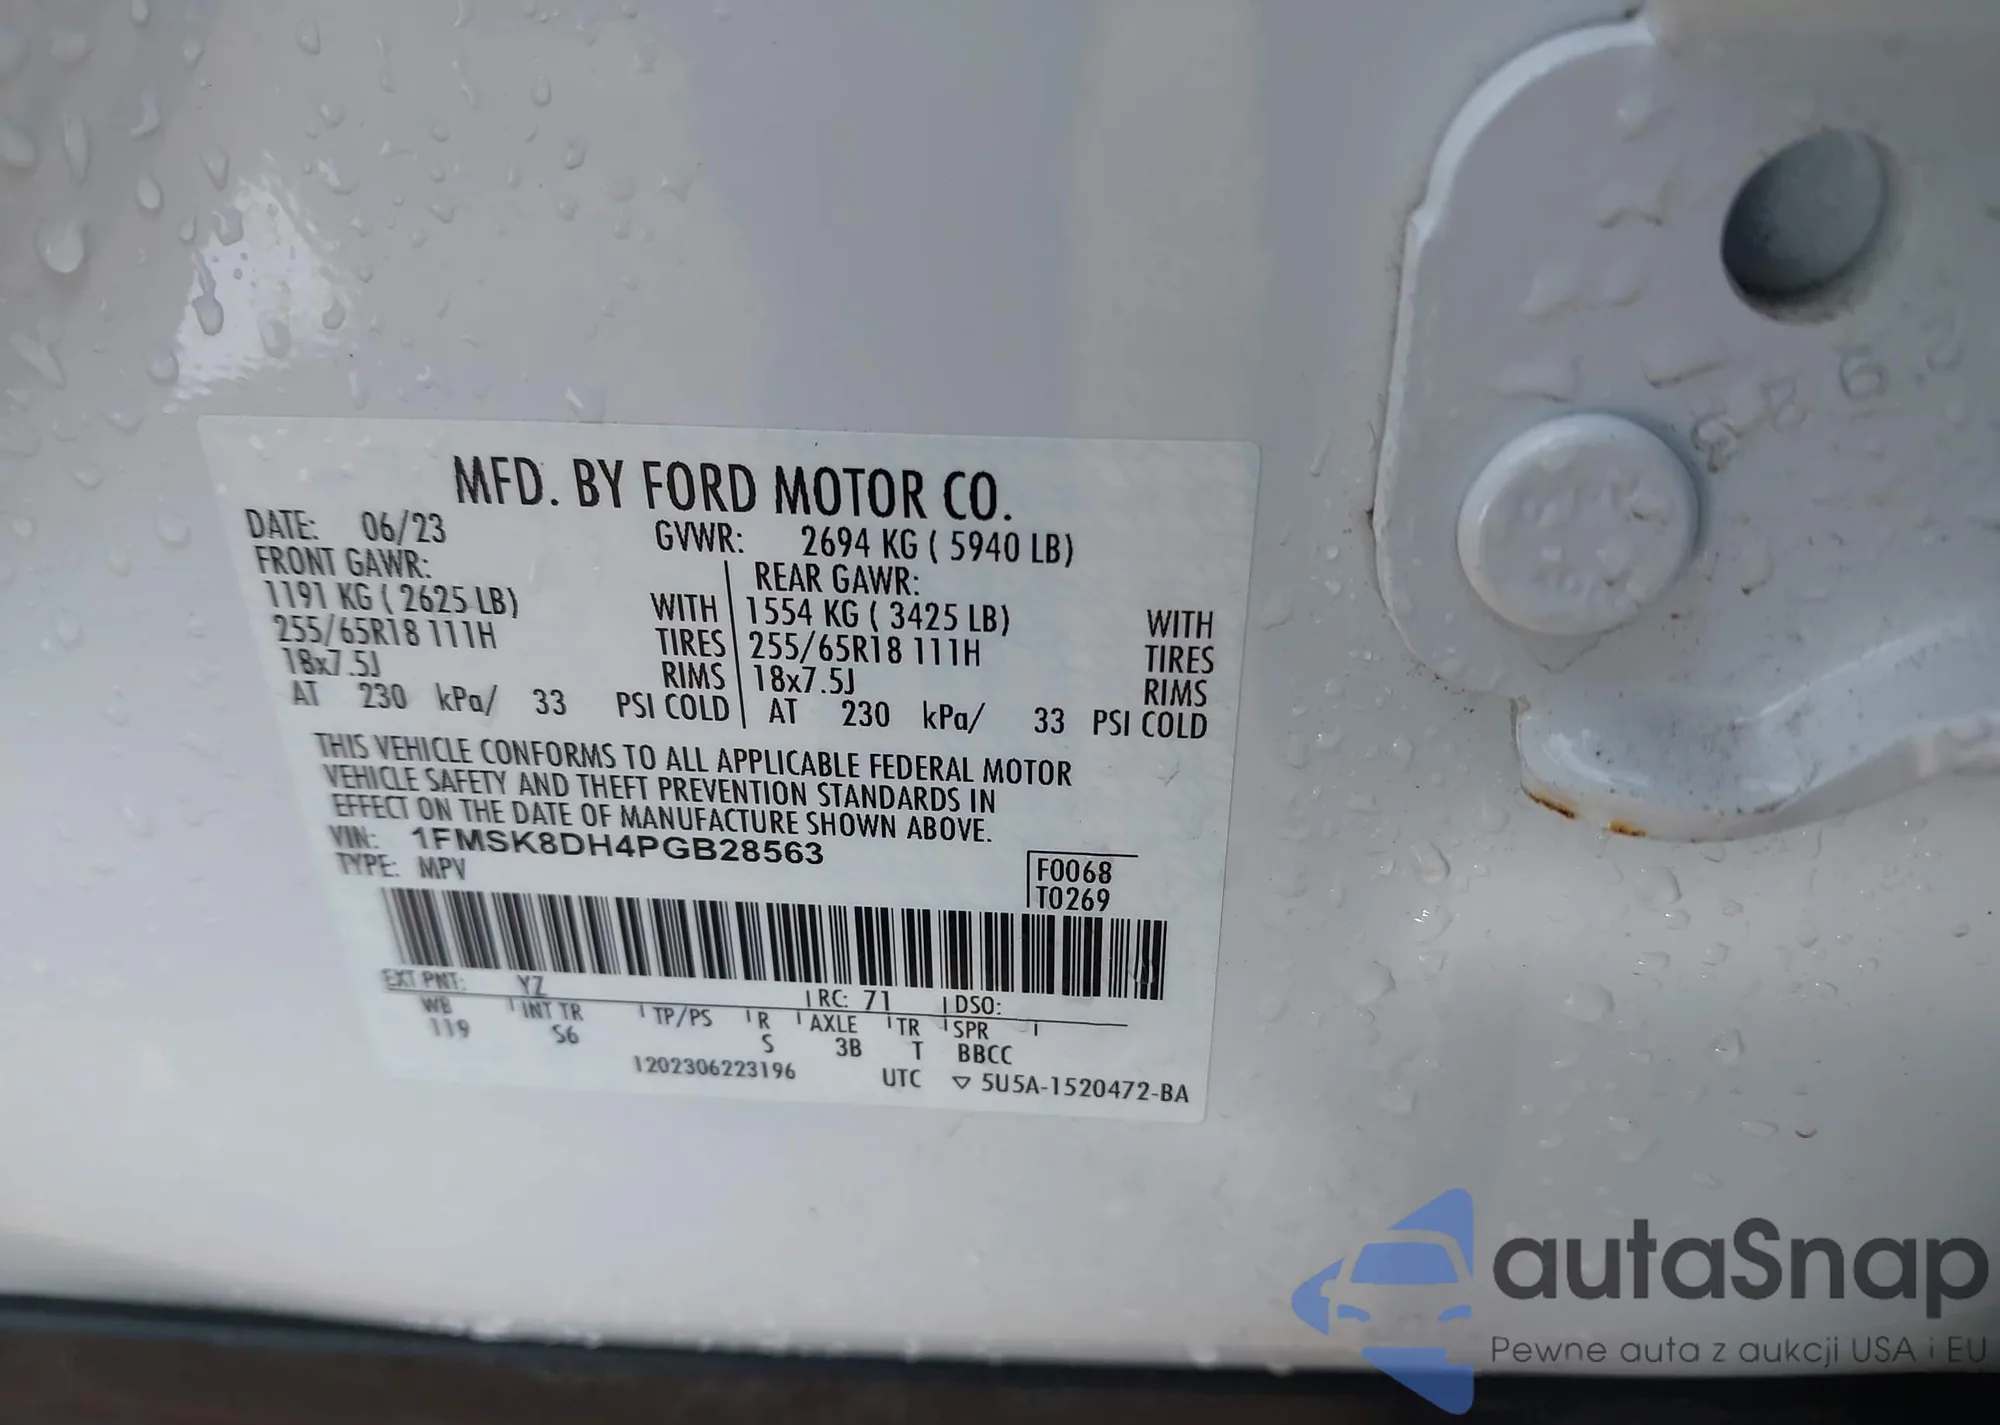 MFD. BY FORD MOTOR CO.
DATE: 06/23 GVWR: 2694 KG ( 5940 LB)
FRONT GAWR: REAR GAWR:
1191 KG ( 2625 LB) WITH 1554 KG ( 3425 LB) WITH
255/65R18 111H TIRES 255/65R18 111H TIRES
18x7.5J RIMS 18x7.5J RIMS
AT 230 kPa/ 33 PSI COLD AT 230 kPa/ 33 PSI COLD
THIS VEHICLE CONFORMS TO ALL APPLICABLE FEDERAL MOTOR
VEHICLE SAFETY AND THEFT PREVENTION STANDARDS IN
EFFECT ON THE DATE OF MANUFACTURE SHOWN ABOVE.
VIN: 1FMSK8DH4PGB28563
TYPE: MPV
F0068
T0269
EXT PNT: YZ RC: 71 DSO:
WB INT TR TP/PS R AXLE TR SPR
119 S6 S 3B T BBCC
1202306223196 UTC ▽ 5U5A-1520472-BA
autaSnap
Pewne auta z aukcji USA i EU